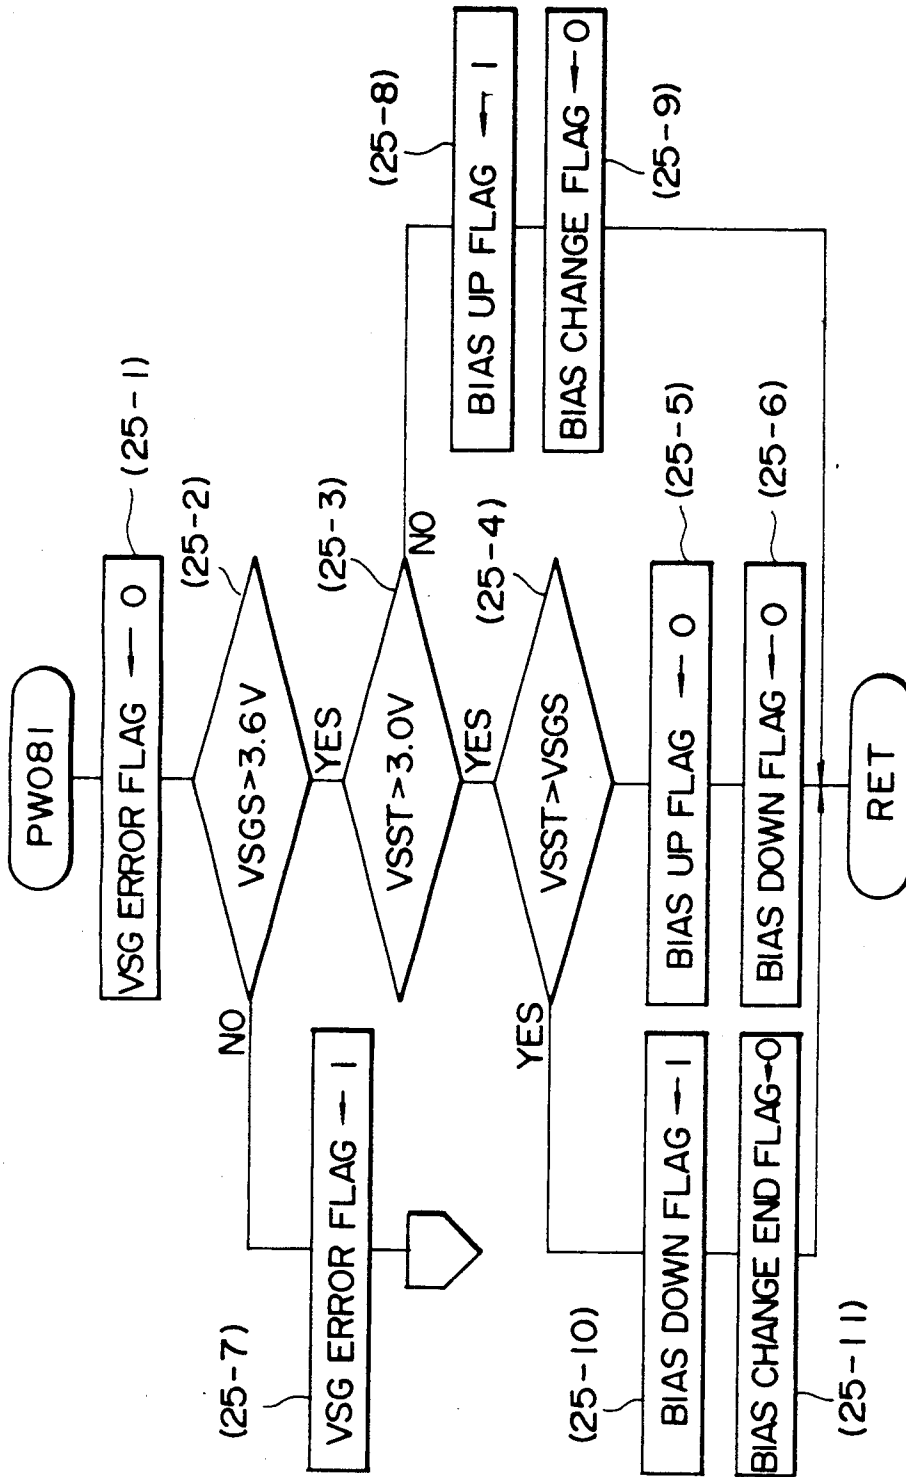 PW081
VSG ERROR FLAG ← 0
(25-1)
VSGS>3.6V
(25-2)
NO
YES
VSG ERROR FLAG ← 1
(25-7)
VSST>3.0V
(25-3)
NO
YES
BIAS UP FLAG ← 1
(25-8)
BIAS CHANGE FLAG ← 0
(25-9)
VSST>VSGS
(25-4)
YES
BIAS UP FLAG ← 0
(25-5)
BIAS DOWN FLAG ← 0
(25-6)
BIAS DOWN FLAG ← 1
(25-10)
BIAS CHANGE END FLAG←0
(25-11)
RET